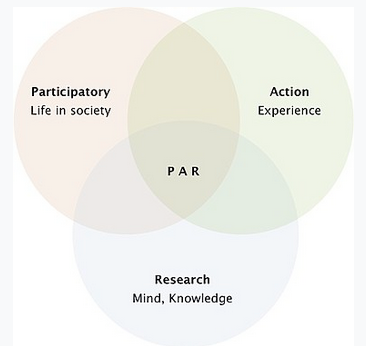 Participatory
Life in society
Action
Experience
P A R
Research
Mind, Knowledge